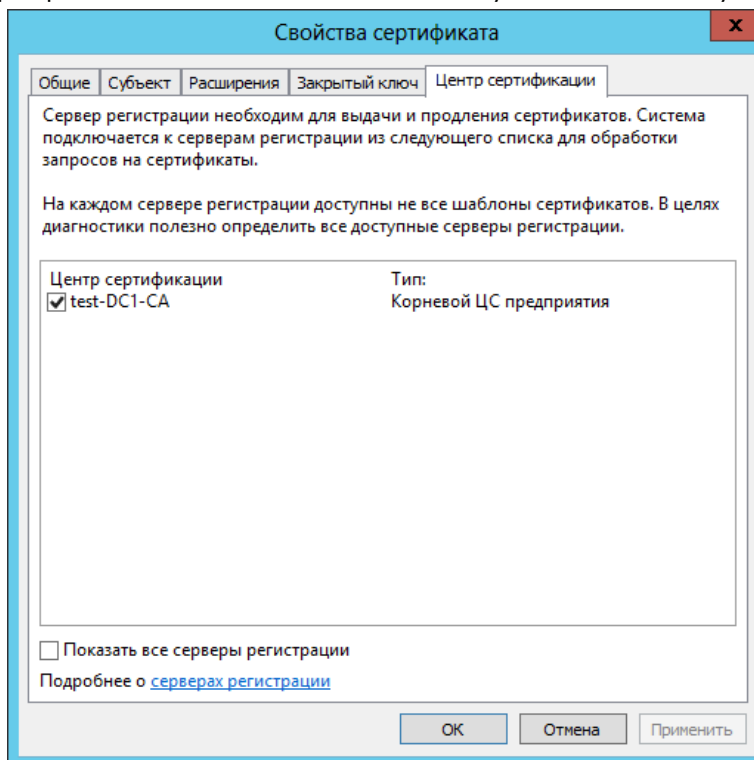 Свойства сертификата
x
Общие Субъект Расширения Закрытый ключ Центр сертификации
Сервер регистрации необходим для выдачи и продления сертификатов. Система
подключается к серверам регистрации из следующего списка для обработки
запросов на сертификаты.
На каждом сервере регистрации доступны не все шаблоны сертификатов. В целях
диагностики полезно определить все доступные серверы регистрации.
Центр сертификации Тип:
test-DC1-CA Корневой ЦС предприятия
Показать все серверы регистрации
Подробнее о серверах регистрации
ОК Отмена Применить